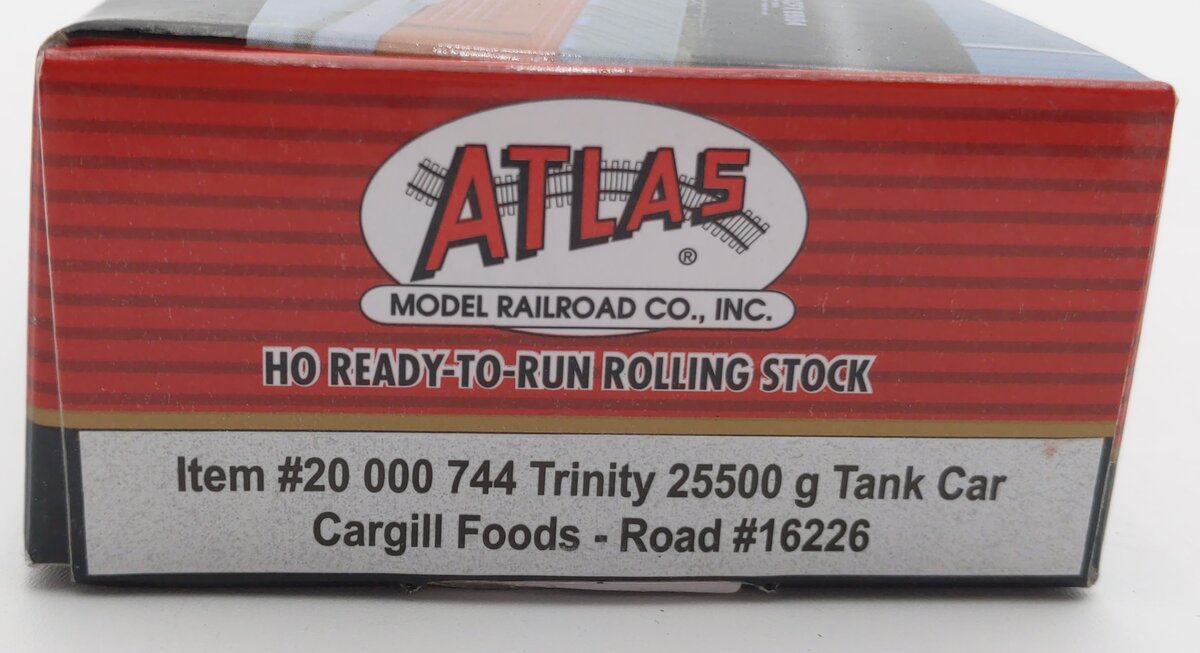 ATLAS
®
MODEL RAILROAD CO., INC.
HO READY-TO-RUN ROLLING STOCK
Item #20 000 744 Trinity 25500 g Tank Car
Cargill Foods - Road #16226